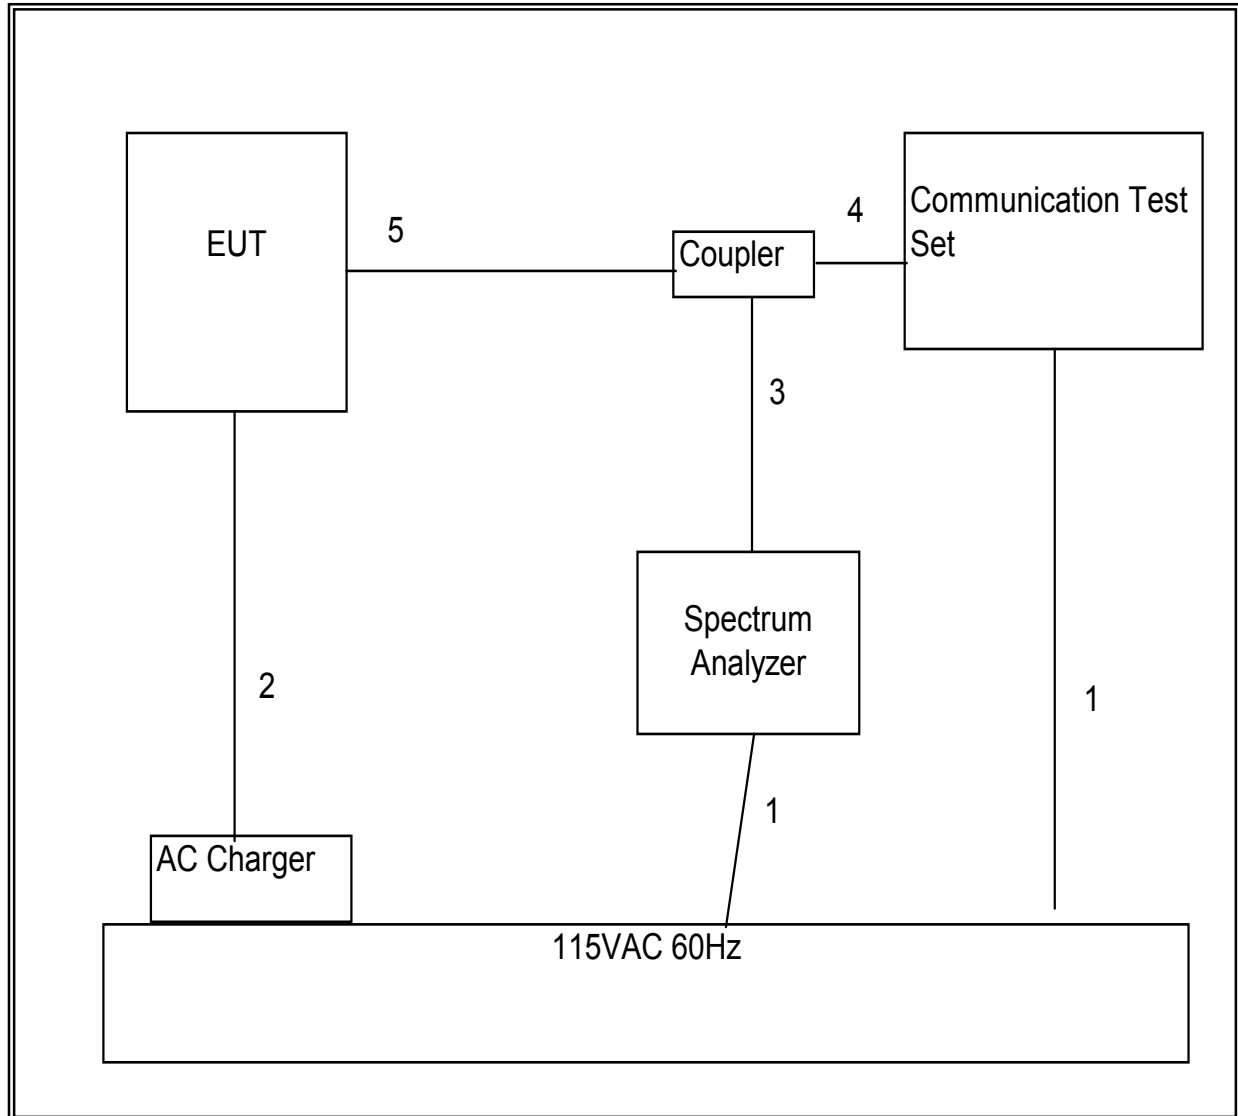 EUT
5
Coupler
4
Communication Test
Set
3
Spectrum
Analyzer
2
1
1
AC Charger
115VAC 60Hz